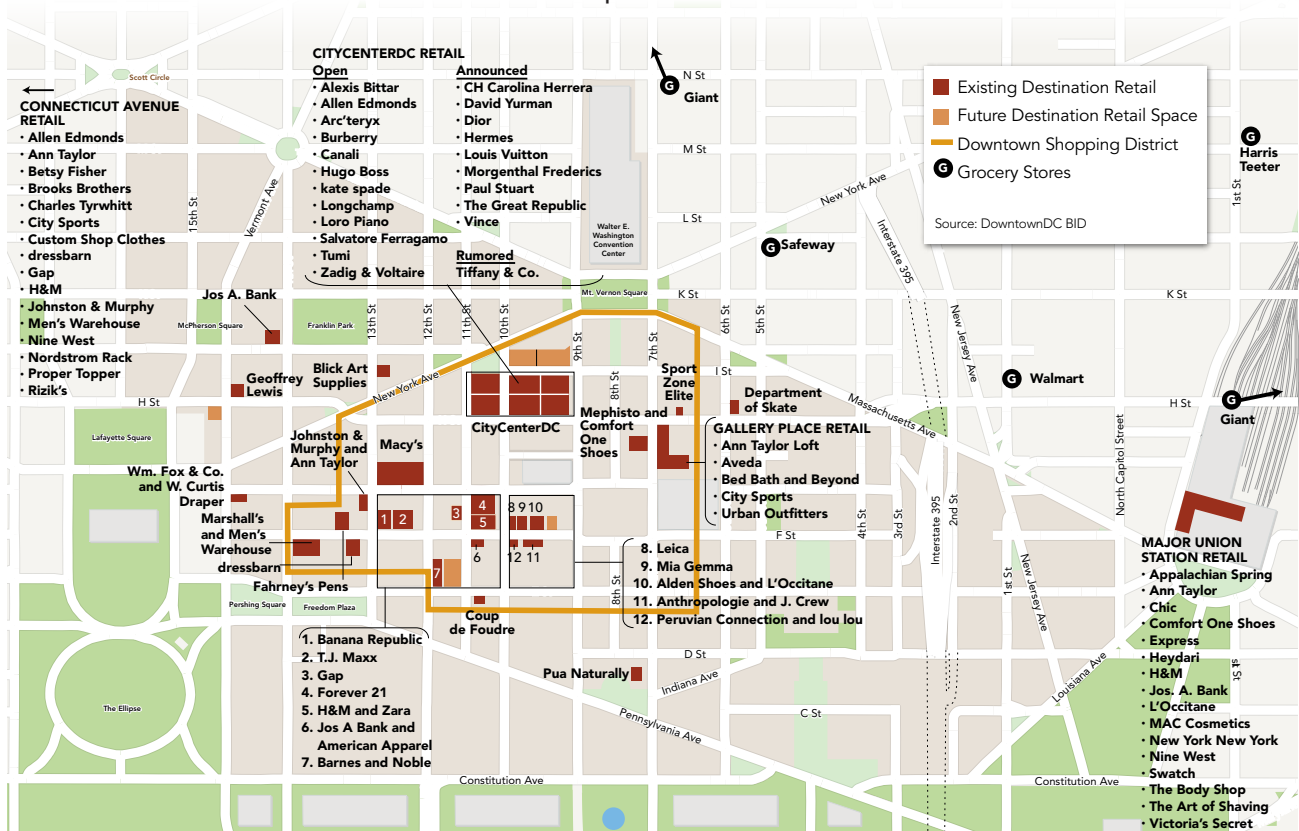 Scott Circle
CONNECTICUT AVENUE
RETAIL
· Allen Edmonds
· Ann Taylor
· Betsy Fisher
· Brooks Brothers
· Charles Tyrwhitt
· City Sports
· Custom Shop Clothes
· dressbarn
· Gap
· H&M
· Johnston & Murphy
· Men's Warehouse
· Nine West
· Nordstrom Rack
· Proper Topper
· Rizik's
CITYCENTERDC RETAIL
Open
· Alexis Bittar
· Allen Edmonds
· Arc'teryx
· Burberry
· Canali
· Hugo Boss
· kate spade
· Longchamp
· Loro Piano
· Salvatore Ferragamo
· Tumi
· Zadig & Voltaire
Announced
· CH Carolina Herrera
· David Yurman
· Dior
· Hermes
· Louis Vuitton
· Morgenthal Frederics
· Paul Stuart
· The Great Republic
· Vince
Rumored
Tiffany & Co.
G
Giant
N St
M St
L St
K St
K St
I St
H St
H St
F St
D St
C St
Existing Destination Retail
Future Destination Retail Space
Downtown Shopping District
G Grocery Stores
Source: DowntownDC BID
G
Harris
Teeter
1st St
New York Ave
Interstate 395
G Safeway
Walter E.
Washington
Convention
Center
Mt. Vernon Square
15th St
Vermont Ave
Jos A. Bank
McPherson Square
Franklin Park
13th St
12th St
11th St
10th St
9th St
8th St
7th St
6th St
5th St
New Jersey Ave
Blick Art
Supplies
Geoffrey
Lewis
New York Ave
CityCenterDC
Sport
Zone
Elite
Department
of Skate
Massachusetts Ave
G Walmart
G
Giant
North Capitol Street
Lafayette Square
Johnston &
Murphy and
Ann Taylor
Macy's
Mephisto and
Comfort
One
Shoes
GALLERY PLACE RETAIL
· Ann Taylor Loft
· Aveda
· Bed Bath and Beyond
· City Sports
· Urban Outfitters
Wm. Fox & Co.
and W. Curtis
Draper
Marshall's
and Men's
Warehouse
dressbarn
Fahrney's Pens
1
2
3
4
5
6
7
8 9 10
12 11
4th St
3rd St
Interstate 395
2nd St
1st St
New Jersey Ave
8th St
8. Leica
9. Mia Gemma
10. Alden Shoes and L'Occitane
11. Anthropologie and J. Crew
12. Peruvian Connection and lou lou
Pershing Square
Freedom Plaza
Coup
de Foudre
1. Banana Republic
2. T.J. Maxx
3. Gap
4. Forever 21
5. H&M and Zara
6. Jos A Bank and
American Apparel
7. Barnes and Noble
Pua Naturally
Indiana Ave
Pennsylvania Ave
Louisiana Ave
The Ellipse
Constitution Ave
Constitution Ave
MAJOR UNION
STATION RETAIL
· Appalachian Spring
· Ann Taylor
· Chic
· Comfort One Shoes
· Express
· Heydari
· H&M
· Jos. A. Bank
· L'Occitane
· MAC Cosmetics
· New York New York
· Nine West
· Swatch
· The Body Shop
· The Art of Shaving
· Victoria's Secret